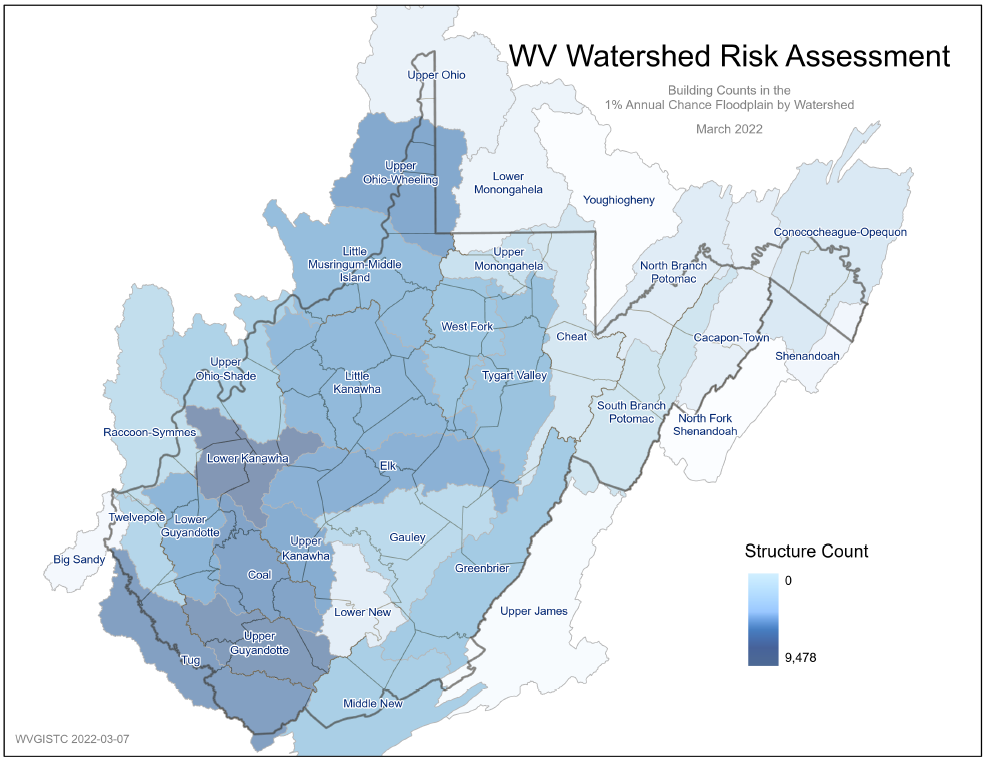 WV Watershed Risk Assessment
Building Counts in the
1% Annual Chance Floodplain by Watershed
March 2022
Upper Ohio
Upper
Ohio-Wheeling
Lower
Monongahela
Youghiogheny
Conococheague-Opequon
Little
Musringum-Middle
Island
Upper
Monongahela
North Branch
Potomac
West Fork
Cheat
Cacapon-Town
Shenandoah
Upper
Ohio-Shade
Little
Kanawha
Tygart Valley
South Branch
Potomac
North Fork
Shenandoah
Raccoon-Symmes
Lower Kanawha
Elk
Twelvepole
Lower
Guyandotte
Upper
Kanawha
Gauley
Big Sandy
Coal
Greenbrier
Lower New
Upper James
Upper
Guyandotte
Tug
Middle New
Structure Count
0
9,478
WVGISTC 2022-03-07